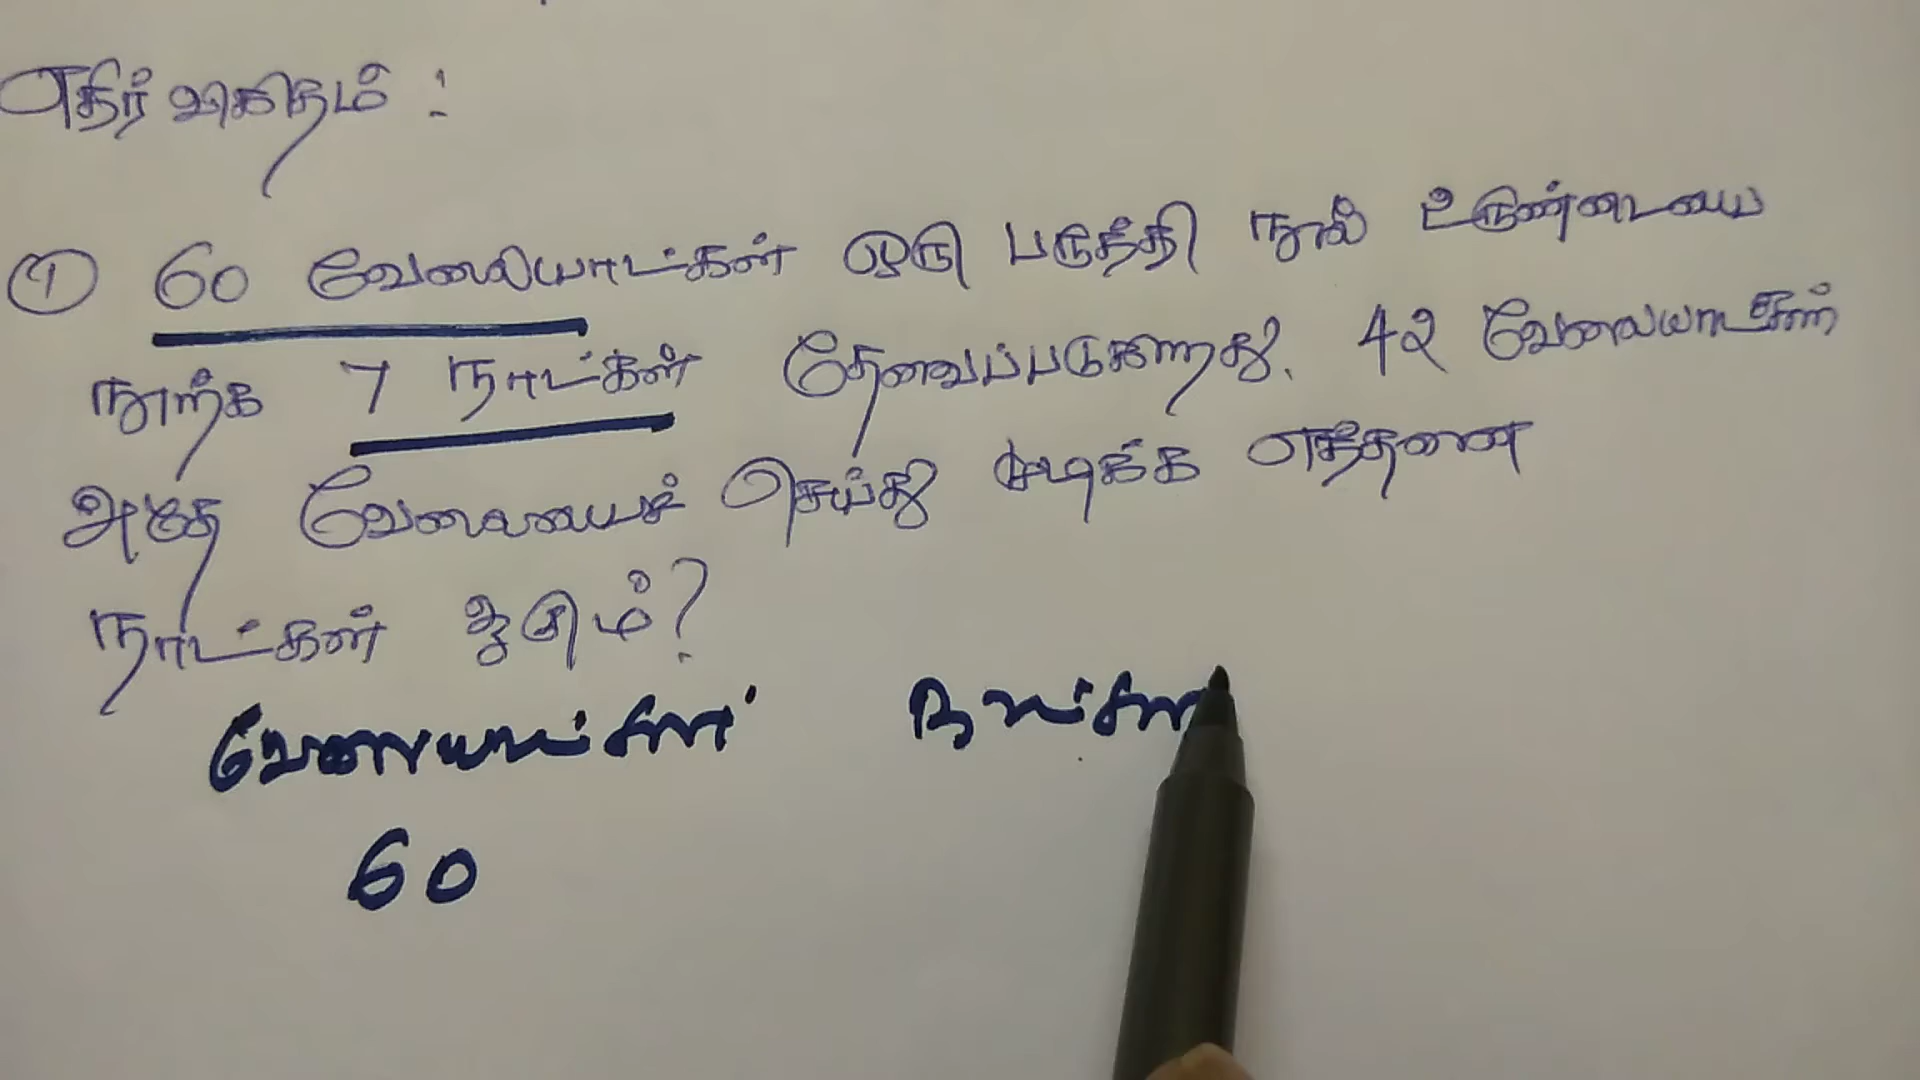 எதிர் விகிதம் :
① 60 வேலையாட்கள் ஒரு பருத்தி நூல் உருண்டையை
நூற்க 7 நாட்கள் தேவைப்படுகிறது. 42 வேலையாட்கள்
அதே வேலையைச் செய்து முடிக்க எத்தனை
நாட்கள் ஆகும்?
வேலையாட்கள் நாட்கள
60